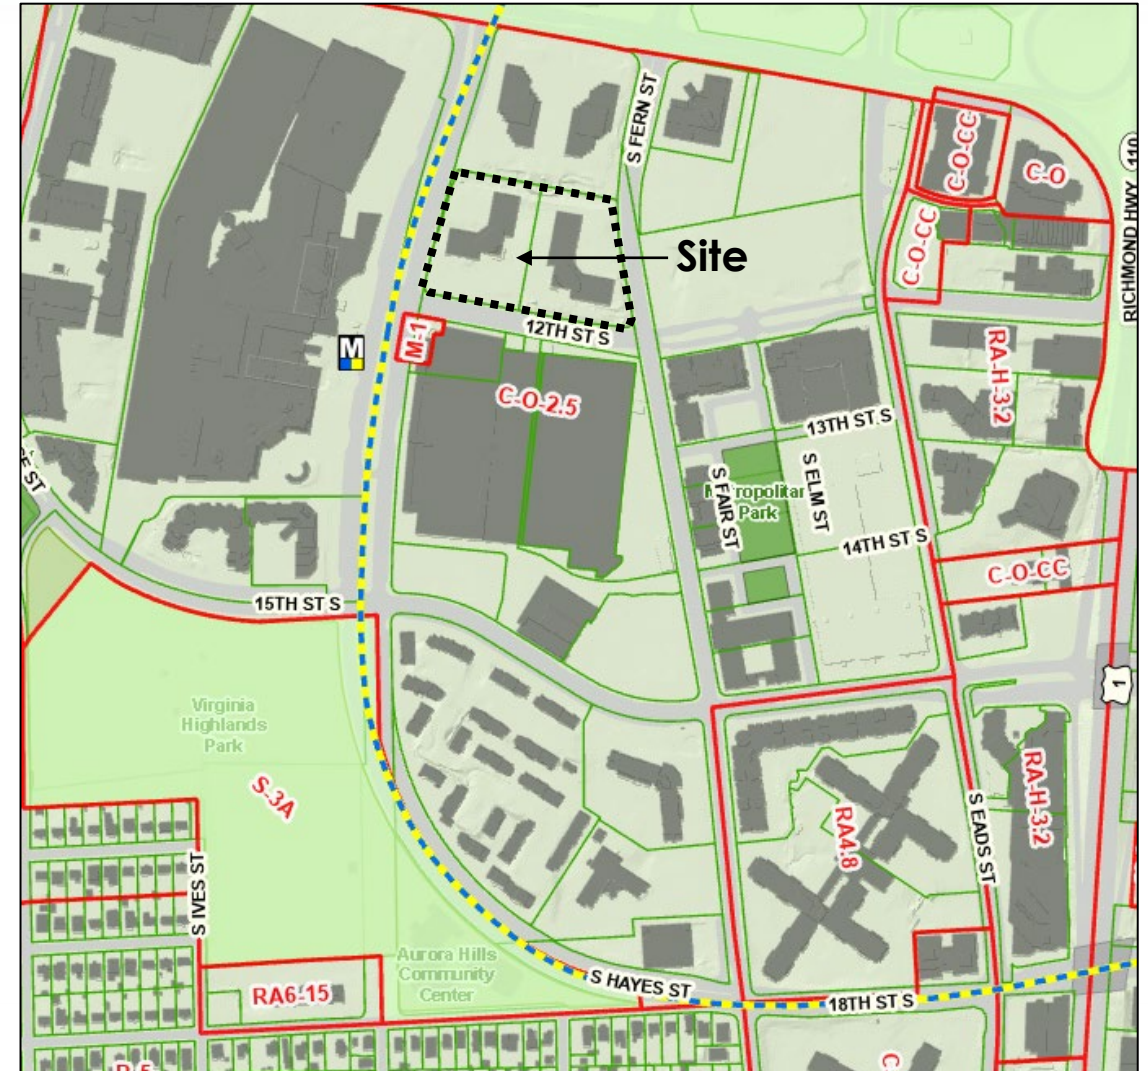 S FERN ST
C-O-CC
C-O
110
RICHMOND HWY
C-O-CC
Site
12TH ST S
M-1
M
C-O-2.5
RA-H-3.2
13TH ST S
S FAIR ST
S ELM ST
Park
14TH ST S
C-O-CC
15TH ST S
1
Virginia
Highlands
Park
S-3A
RA4.8
S EADS ST
RA-H-3.2
S IVES ST
Aurora Hills
Community
Center
S HAYES ST
RA6-15
18TH ST S